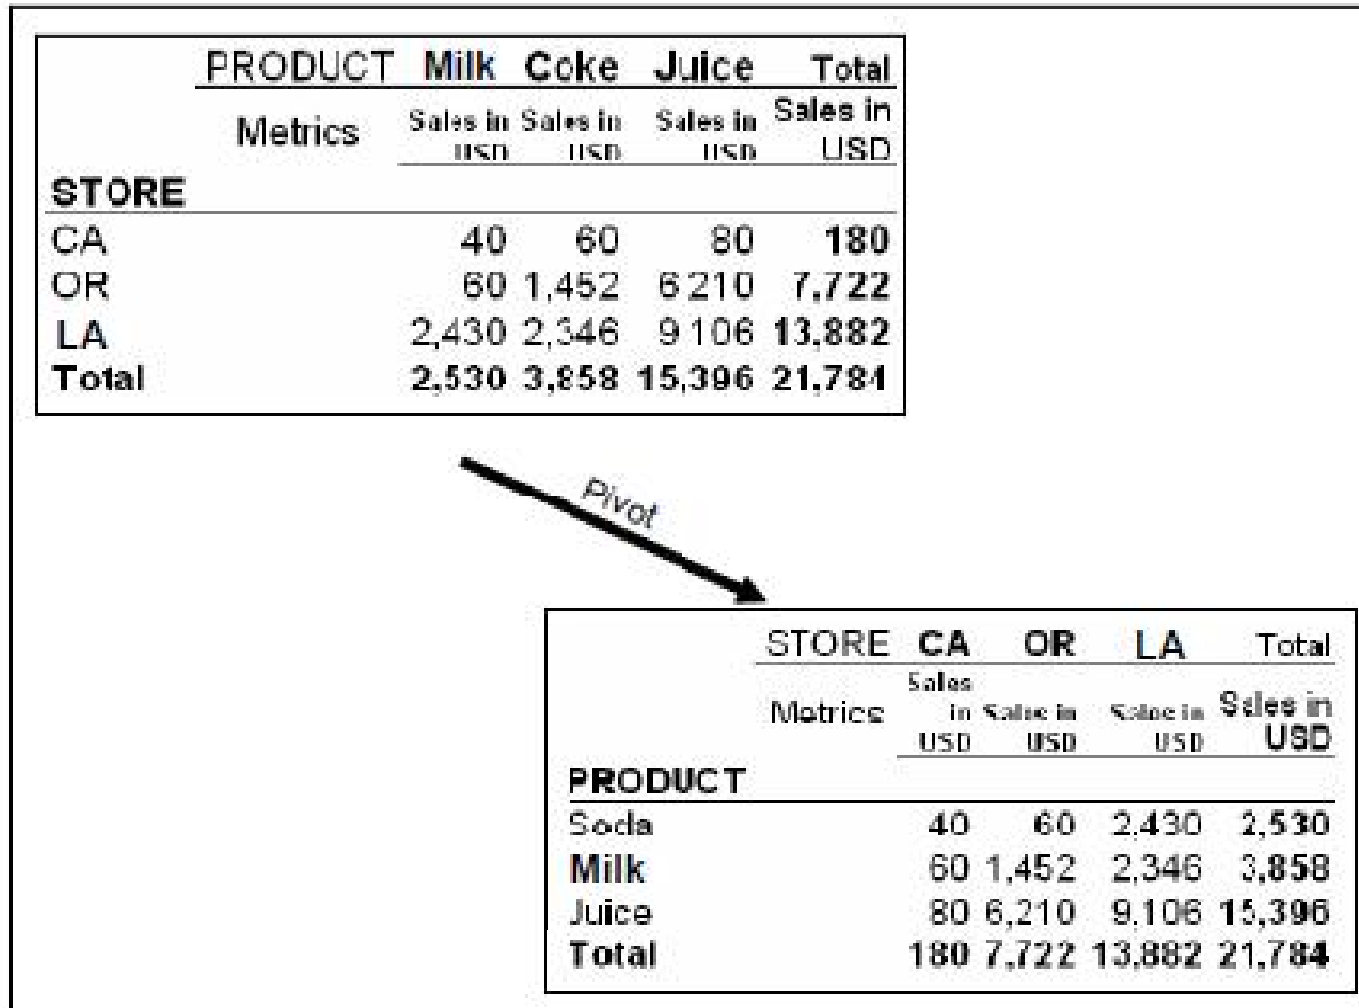 PRODUCT Milk Coke Juice Total
Metrics Sales in USD Sales in USD Sales in USD Sales in USD
STORE
CA 40 60 80 180
OR 60 1,452 6 210 7,722
LA 2,430 2,346 9 106 13,882
Total 2,530 3,858 15,396 21,784
Pivot
STORE CA OR LA Total
Metrics Sales in USD Sales in USD Sales in USD Sales in USD
PRODUCT
Soda 40 60 2,430 2,530
Milk 60 1,452 2,346 3,858
Juice 80 6,210 9,106 15,396
Total 180 7,722 13,882 21,784